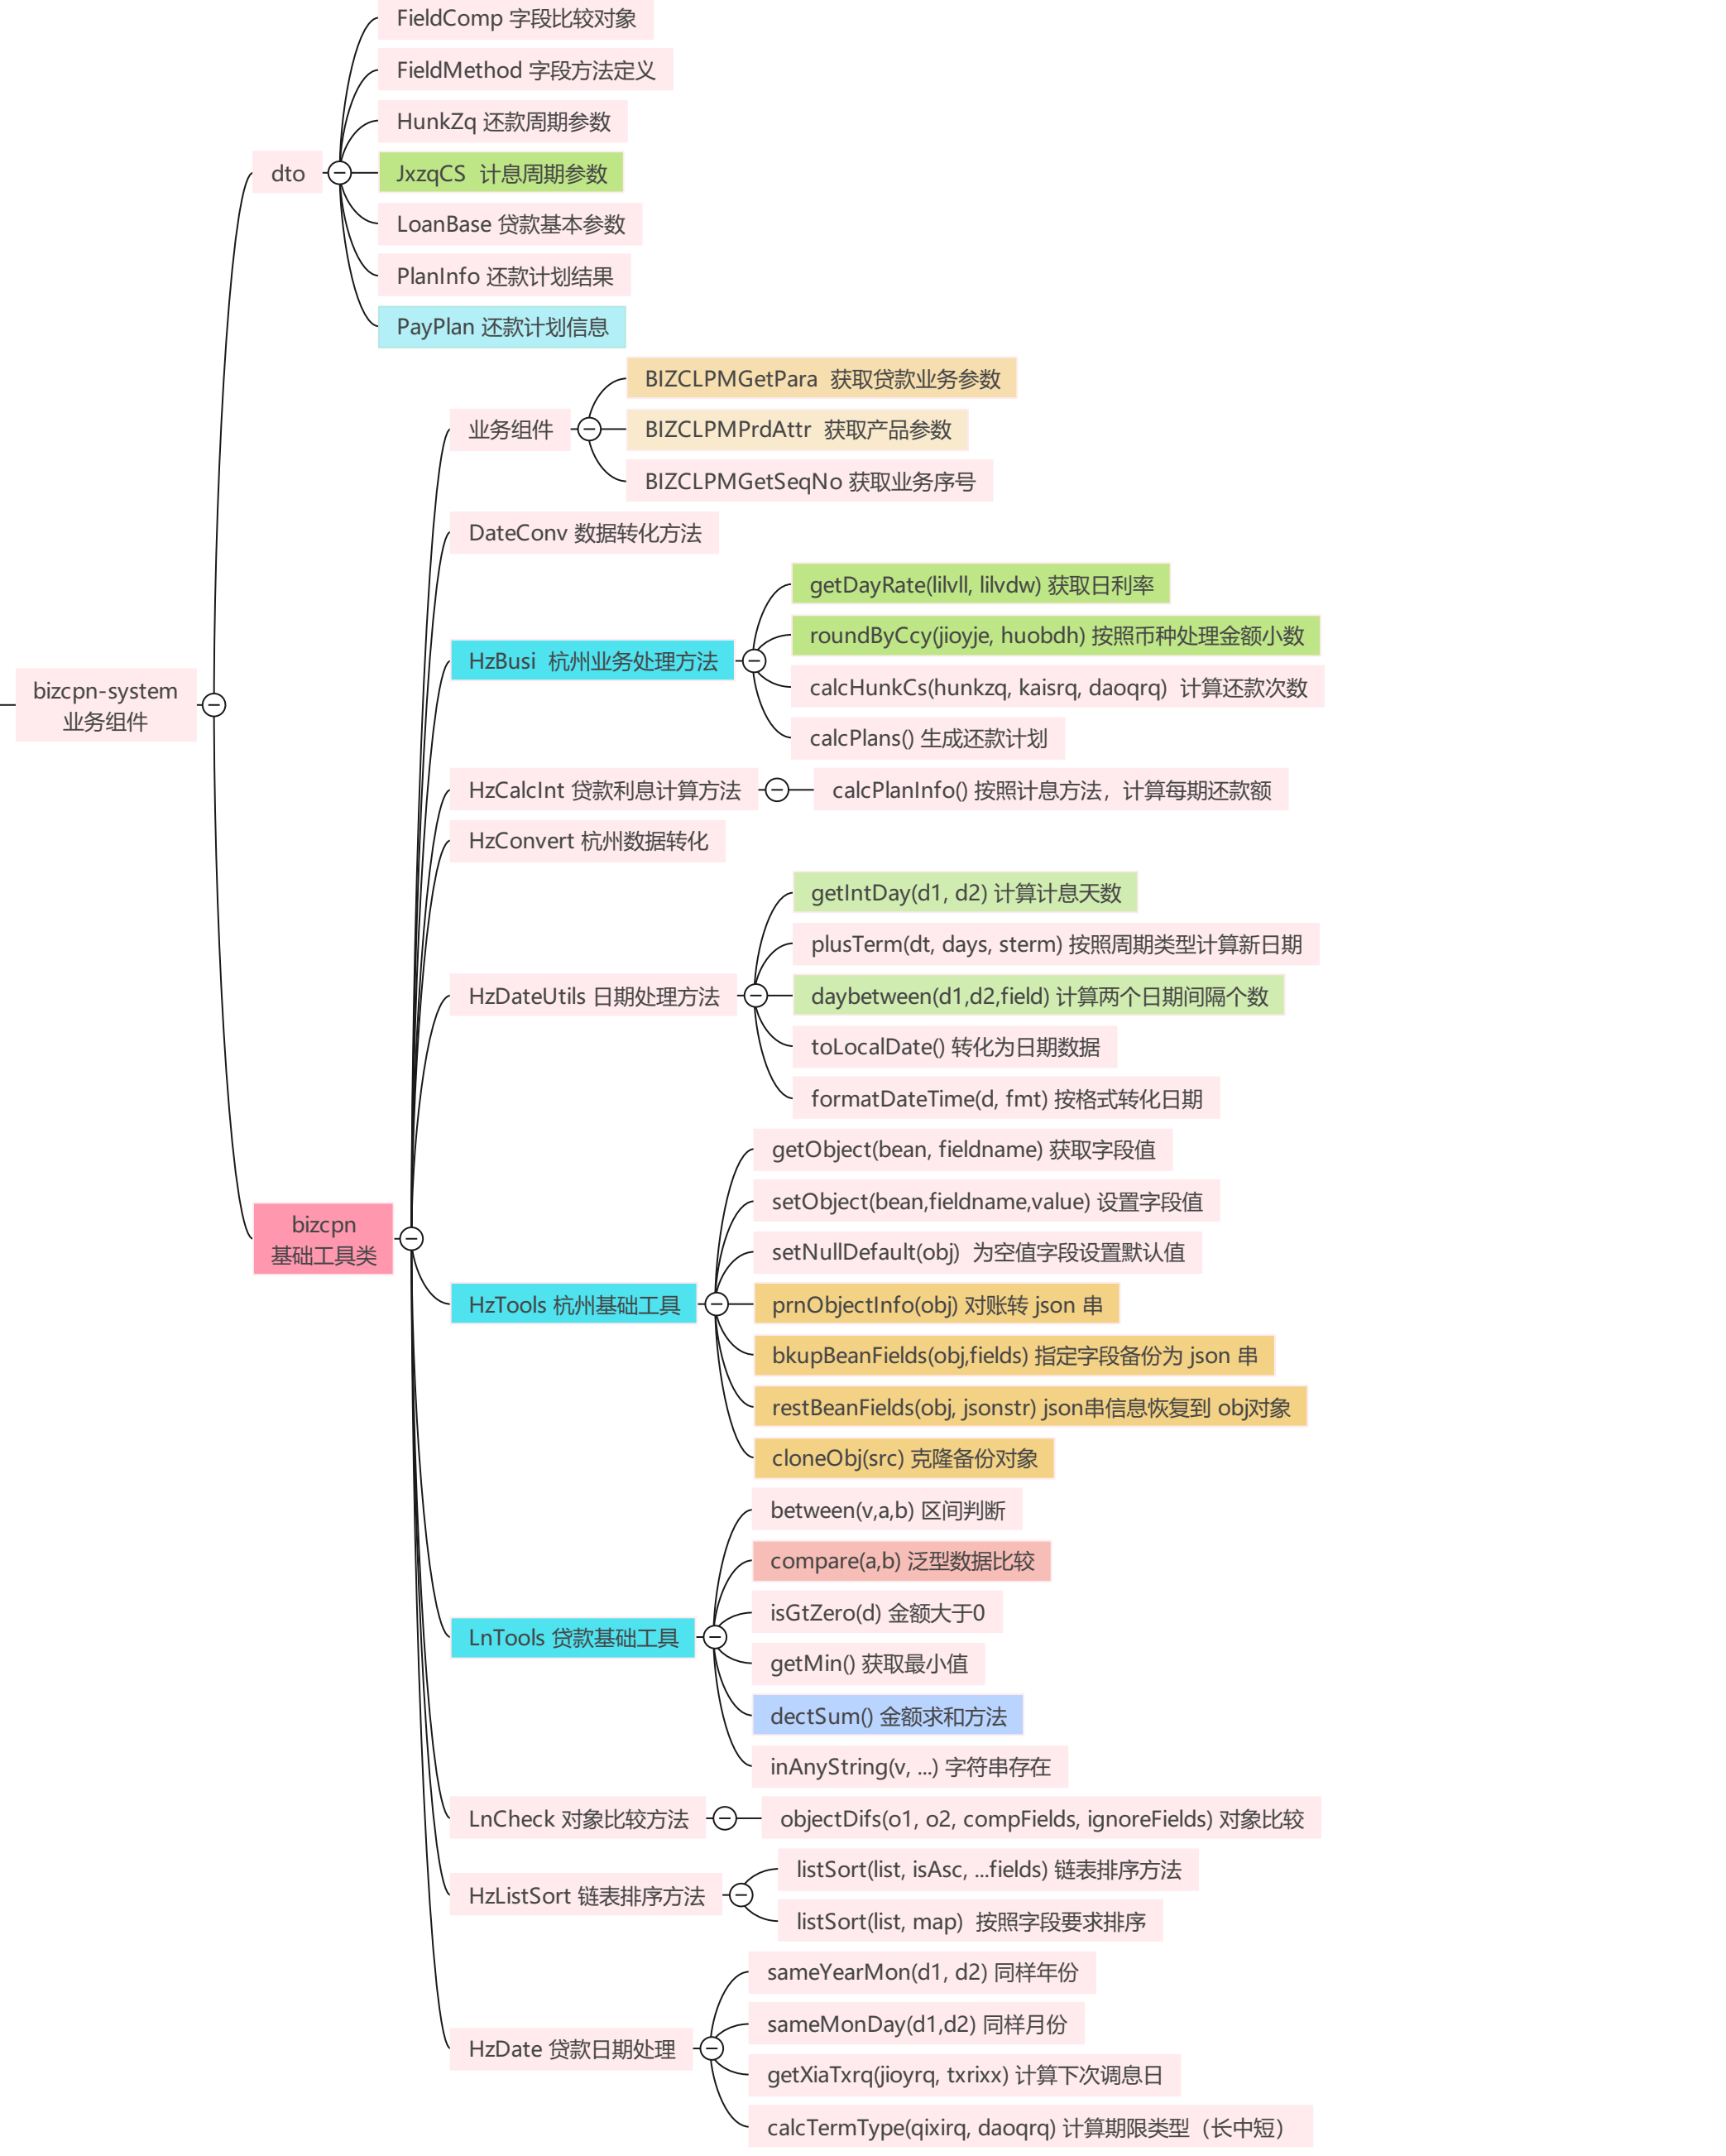 FieldComp 字段比较对象
FieldMethod 字段方法定义
HunkZq 还款周期参数
dto
JxzqCS  计息周期参数
LoanBase 贷款基本参数
PlanInfo 还款计划结果
PayPlan 还款计划信息
BIZCLPMGetPara  获取贷款业务参数
业务组件
BIZCLPMPrdAttr  获取产品参数
BIZCLPMGetSeqNo 获取业务序号
DateConv 数据转化方法
getDayRate(lilvll, lilvdw) 获取日利率
roundByCcy(jioyje, huobdh) 按照币种处理金额小数
HzBusi  杭州业务处理方法
calcHunkCs(hunkzq, kaisrq, daoqrq)  计算还款次数
calcPlans() 生成还款计划
bizcpn-system
业务组件
HzCalcInt 贷款利息计算方法
calcPlanInfo() 按照计息方法，计算每期还款额
HzConvert 杭州数据转化
getIntDay(d1, d2) 计算计息天数
plusTerm(dt, days, sterm) 按照周期类型计算新日期
HzDateUtils 日期处理方法
daybetween(d1,d2,field) 计算两个日期间隔个数
toLocalDate() 转化为日期数据
formatDateTime(d, fmt) 按格式转化日期
getObject(bean, fieldname) 获取字段值
setObject(bean,fieldname,value) 设置字段值
bizcpn
基础工具类
setNullDefault(obj)  为空值字段设置默认值
HzTools 杭州基础工具
prnObjectInfo(obj) 对账转 json 串
bkupBeanFields(obj,fields) 指定字段备份为 json 串
restBeanFields(obj, jsonstr) json串信息恢复到 obj对象
cloneObj(src) 克隆备份对象
between(v,a,b) 区间判断
compare(a,b) 泛型数据比较
isGtZero(d) 金额大于0
LnTools 贷款基础工具
getMin() 获取最小值
dectSum() 金额求和方法
inAnyString(v, ...) 字符串存在
LnCheck 对象比较方法
objectDifs(o1, o2, compFields, ignoreFields) 对象比较
listSort(list, isAsc, ...fields) 链表排序方法
HzListSort 链表排序方法
listSort(list, map)  按照字段要求排序
sameYearMon(d1, d2) 同样年份
sameMonDay(d1,d2) 同样月份
HzDate 贷款日期处理
getXiaTxrq(jioyrq, txrixx) 计算下次调息日
calcTermType(qixirq, daoqrq) 计算期限类型（长中短）